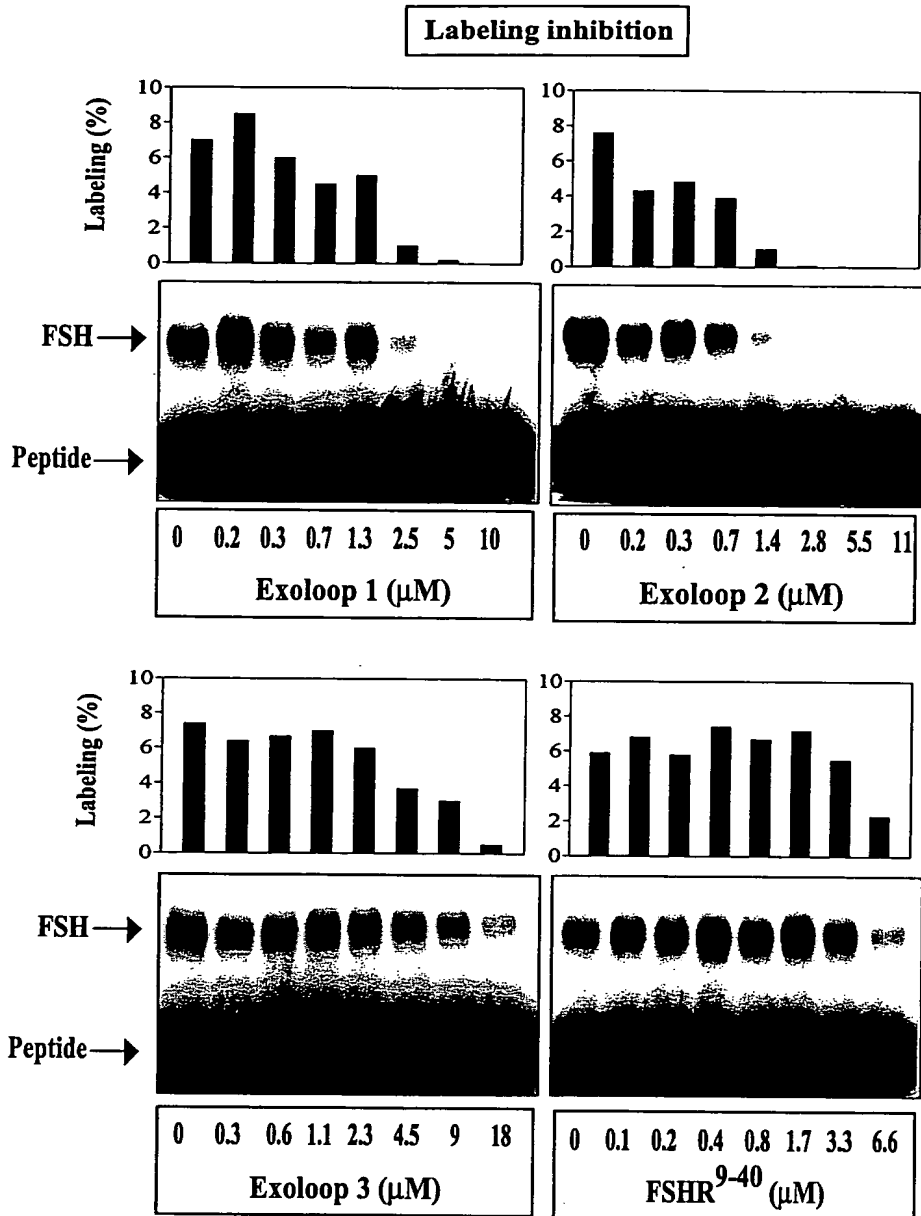 Labeling inhibition
10
8
6
4
2
0
Labeling (%)
10
8
6
4
2
0
FSH
Peptide
0 0.2 0.3 0.7 1.3 2.5 5 10
Exoloop 1 (μM)
0 0.2 0.3 0.7 1.4 2.8 5.5 11
Exoloop 2 (μM)
10
8
6
4
2
0
Labeling (%)
10
8
6
4
2
0
FSH
Peptide
0 0.3 0.6 1.1 2.3 4.5 9 18
Exoloop 3 (μM)
0 0.1 0.2 0.4 0.8 1.7 3.3 6.6
FSHR9-40 (μM)